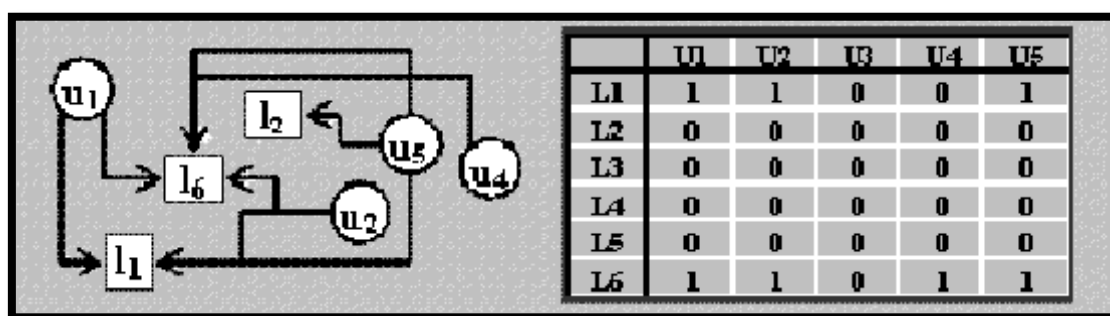 u1
l2
u5
u4
l6
u2
l1
U1 U2 U3 U4 U5
L1 1 1 0 0 1
L2 0 0 0 0 0
L3 0 0 0 0 0
L4 0 0 0 0 0
L5 0 0 0 0 0
L6 1 1 0 1 1